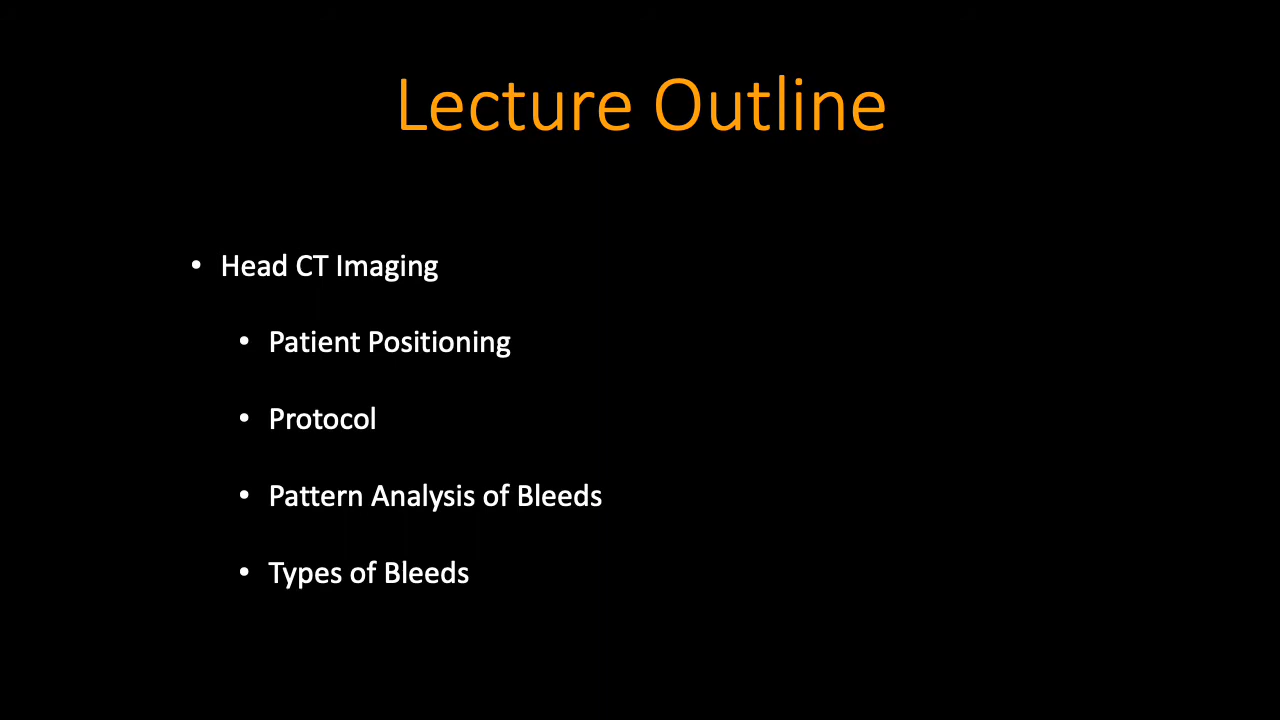 Lecture Outline
• Head CT Imaging
• Patient Positioning
• Protocol
• Pattern Analysis of Bleeds
• Types of Bleeds